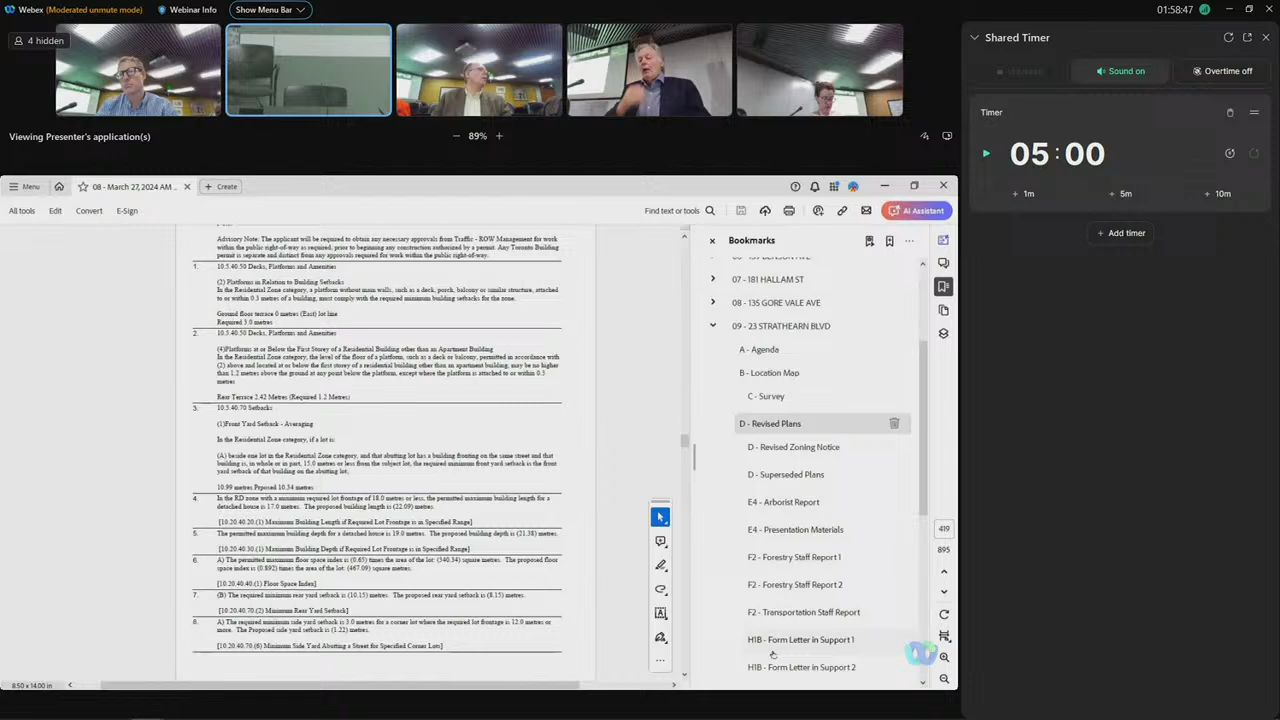 Webex (Moderated unmute mode) Webinar Info Show Menu Bar 01:58:47
4 hidden
Shared Timer
Sound on Overtime off
Timer
05:00
+ 1m + 5m + 10m
+ Add timer
Viewing Presenter's application(s) − 89% +
Menu 08 - March 27, 2024 AM ... + Create
All tools Edit Convert E-Sign Find text or tools AI Assistant
Advisory Note: The applicant will be required to obtain any necessary approvals from Traffic - ROW Management for work
within the public right-of-way as required, prior to beginning any construction authorized by a permit. Any Toronto Building
permit is separate and distinct from any approvals required for work within the public right-of-way.
1. 10.5.40.50 Decks, Platforms and Amenities
(2) Platforms in Relation to Building Setbacks
In the Residential Zone category, a platform without main walls, such as a deck, porch, balcony or similar structure, attached
to or within 0.3 metres of a building, must comply with the required minimum building setbacks for the zone.
Ground floor terrace 0 metres (East) lot line
Required 3.0 metres
2. 10.5.40.50 Decks, Platforms and Amenities
(4)Platforms at or Below the First Storey of a Residential Building other than an Apartment Building
In the Residential Zone category, the level of the floor of a platform, such as a deck or balcony, permitted in accordance with
(2) above and located at or below the first storey of a residential building other than an apartment building, may be no higher
than 1.2 metres above the ground at any point below the platform, except where the platform is attached to or within 0.3
metres
Rear Terrace 2.42 Metres (Required 1.2 Metres)
3. 10.5.40.70 Setbacks
(1)Front Yard Setback - Averaging
In the Residential Zone category, if a lot is:
(A) beside one lot in the Residential Zone category, and that abutting lot has a building fronting on the same street and that
building is, in whole or in part, 15.0 metres or less from the subject lot, the required minimum front yard setback is the front
yard setback of that building on the abutting lot;
10.99 metres Prposed 10.54 metres
4. In the RD zone with a minimum required lot frontage of 18.0 metres or less, the permitted maximum building length for a
detached house is 17.0 metres. The proposed building length is (22.09) metres.
[10.20.40.20.(1) Maximum Building Length if Required Lot Frontage is in Specified Range]
5. The permitted maximum building depth for a detached house is 19.0 metres. The proposed building depth is (21.38) metres.
[10.20.40.30.(1) Maximum Building Depth if Required Lot Frontage is in Specified Range]
6. A) The permitted maximum floor space index is (0.65) times the area of the lot: (340.34) square metres. The proposed floor
space index is (0.892) times the area of the lot: (467.09) square metres.
[10.20.40.40.(1) Floor Space Index]
7. (B) The required minimum rear yard setback is (10.15) metres. The proposed rear yard setback is (8.15) metres.
[10.20.40.70.(2) Minimum Rear Yard Setback]
8. A) The required minimum side yard setback is 3.0 metres for a corner lot where the required lot frontage is 12.0 metres or
more. The Proposed side yard setback is (1.22) metres.
[10.20.40.70.(6) Minimum Side Yard Abutting a Street for Specified Corner Lots]
8.50 x 14.00 in
Bookmarks
07 - 181 HALLAM ST
08 - 135 GORE VALE AVE
09 - 23 STRATHEARN BLVD
A - Agenda
B - Location Map
C - Survey
D - Revised Plans
D - Revised Zoning Notice
D - Superseded Plans
E4 - Arborist Report
E4 - Presentation Materials
F2 - Forestry Staff Report 1
F2 - Forestry Staff Report 2
F2 - Transportation Staff Report
H1B - Form Letter in Support 1
H1B - Form Letter in Support 2
419
895